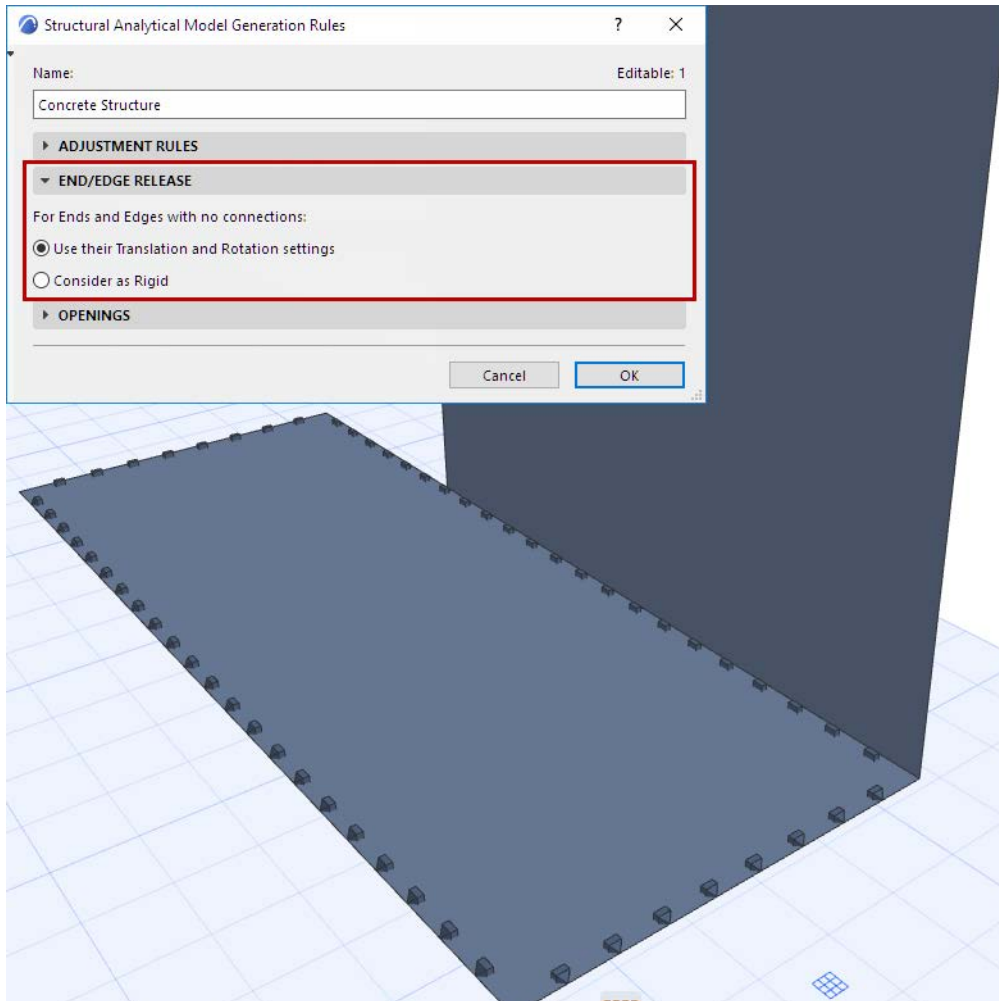 Structural Analytical Model Generation Rules
?
Name:
Editable: 1
Concrete Structure
ADJUSTMENT RULES
END/EDGE RELEASE
For Ends and Edges with no connections:
Use their Translation and Rotation settings
Consider as Rigid
OPENINGS
Cancel
OK